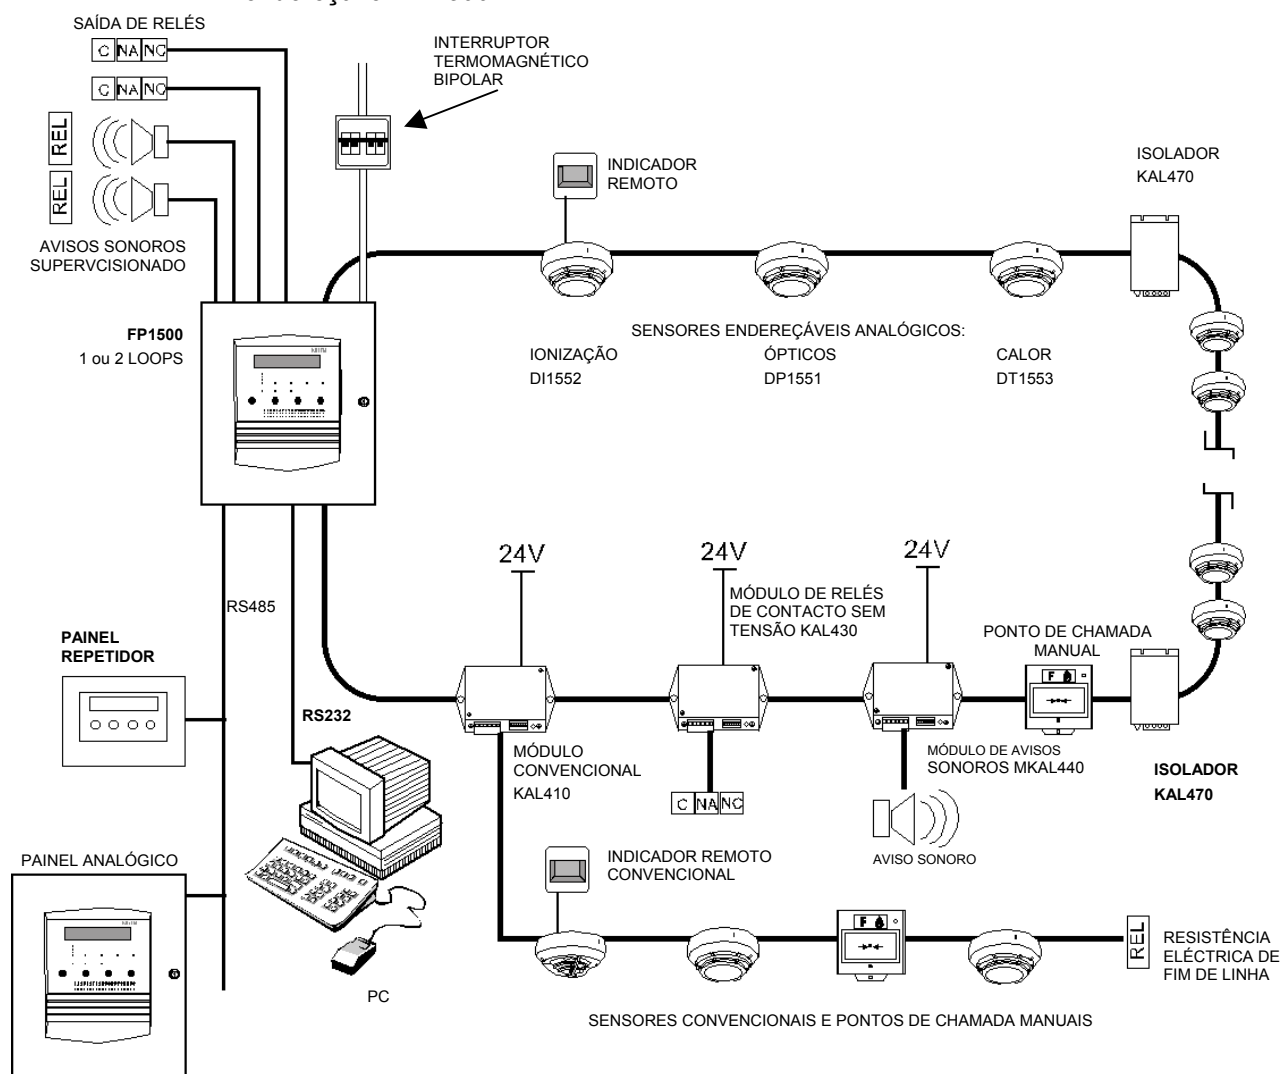 SAÍDA DE RELÉS
C NA NC
C NA NC
REL
REL
AVISOS SONOROS
SUPERVCISIONADO
INTERRUPTOR
TERMOMAGNÉTICO
BIPOLAR
INDICADOR
REMOTO
ISOLADOR
KAL470
FP1500
1 ou 2 LOOPS
SENSORES ENDEREÇÁVEIS ANALÓGICOS:
IONIZAÇÃO
DI1552
ÓPTICOS
DP1551
CALOR
DT1553
24V
24V
24V
RS485
MÓDULO DE RELÉS
DE CONTACTO SEM
TENSÃO KAL430
PONTO DE CHAMADA
MANUAL
F
PAINEL
REPETIDOR
RS232
MÓDULO
CONVENCIONAL
KAL410
C NA NC
MÓDULO DE AVISOS
SONOROS MKAL440
AVISO SONORO
ISOLADOR
KAL470
PAINEL ANALÓGICO
INDICADOR REMOTO
CONVENCIONAL
F
REL
RESISTÊNCIA
ELÉCTRICA DE
FIM DE LINHA
PC
SENSORES CONVENCIONAIS E PONTOS DE CHAMADA MANUAIS